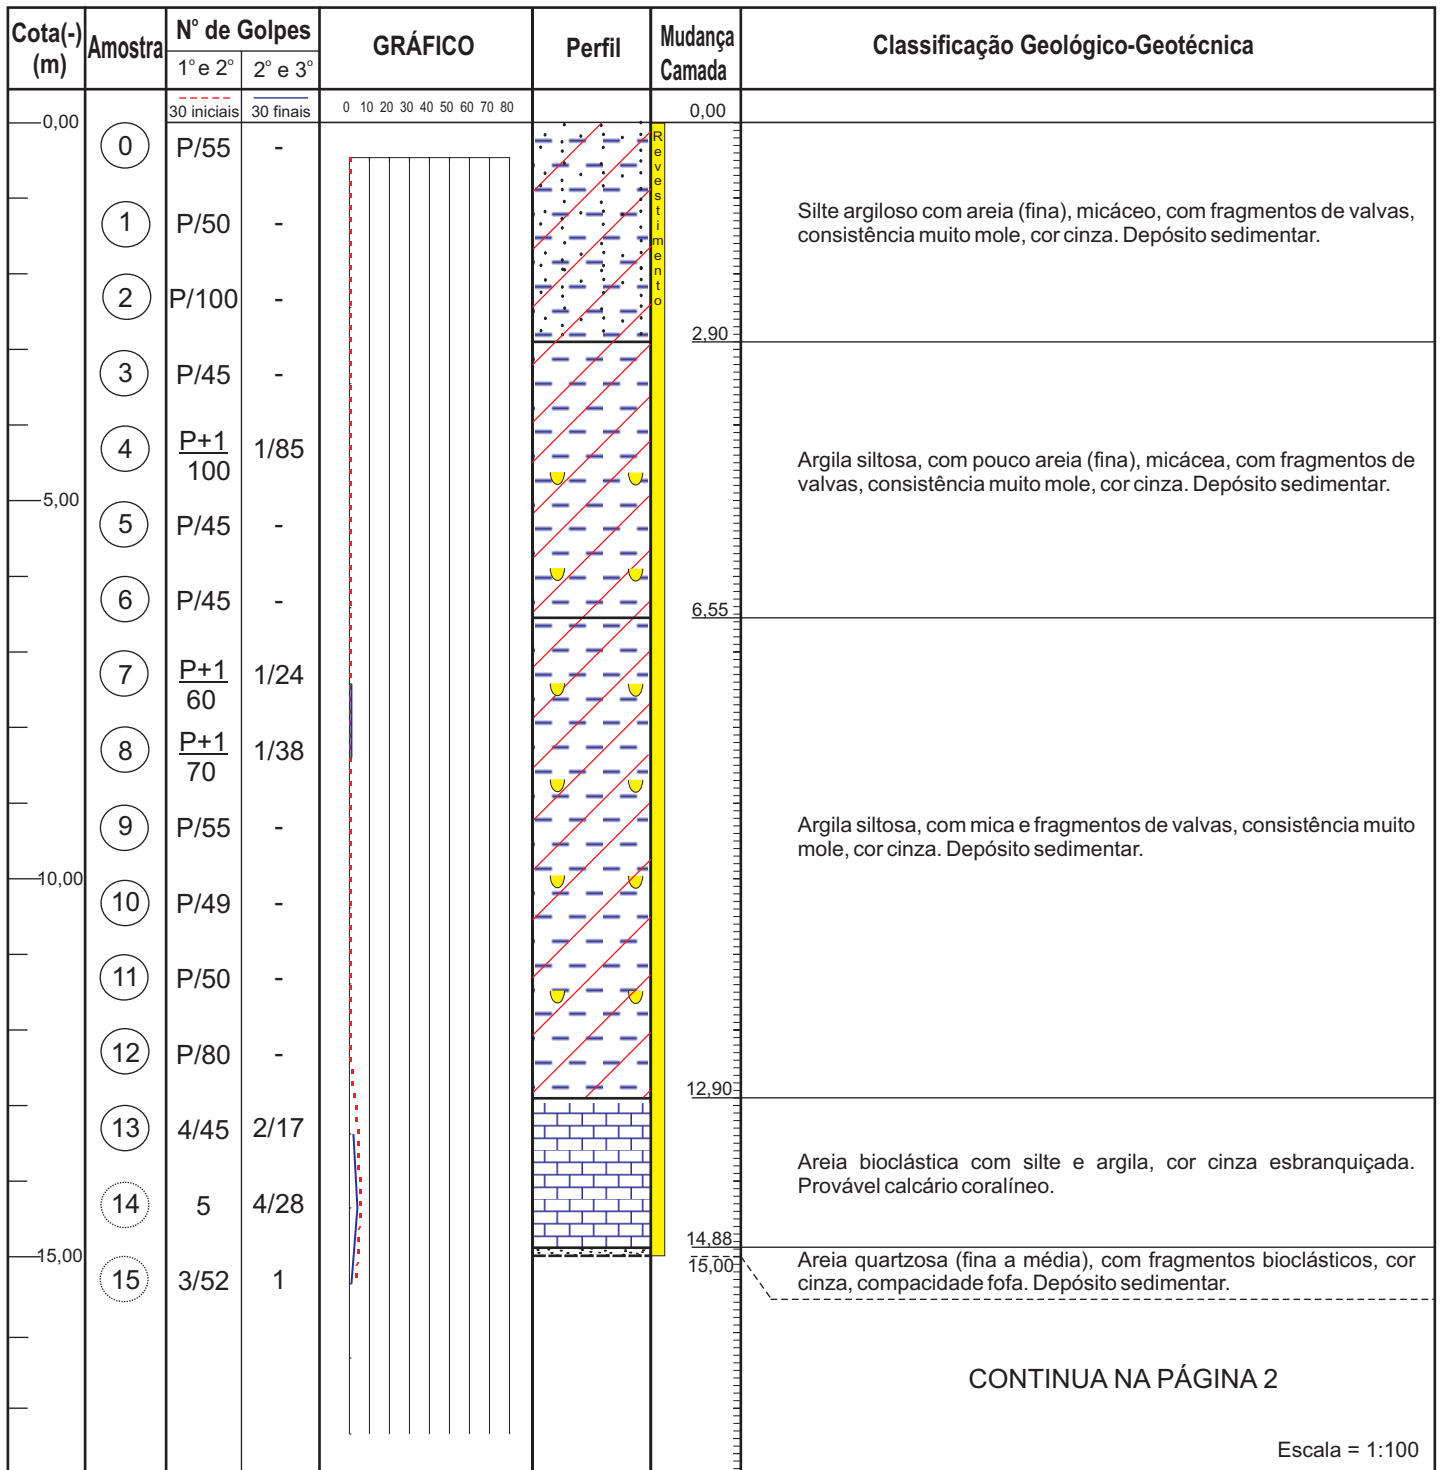 Cota(-) (m)
Amostra
N° de Golpes
1° e 2°
2° e 3°
GRÁFICO
Perfil
Mudança Camada
Classificação Geológico-Geotécnica
30 iniciais
30 finais
0 10 20 30 40 50 60 70 80
0,00
0,00
Revestimento
0 P/55 -
1 P/50 -
Silte argiloso com areia (fina), micáceo, com fragmentos de valvas,
consistência muito mole, cor cinza. Depósito sedimentar.
2 P/100 -
2,90
3 P/45 -
4 P+1 1/85
100
Argila siltosa, com pouco areia (fina), micácea, com fragmentos de
valvas, consistência muito mole, cor cinza. Depósito sedimentar.
5,00
5 P/45 -
6 P/45 -
6,55
7 P+1 1/24
60
8 P+1 1/38
70
9 P/55 -
Argila siltosa, com mica e fragmentos de valvas, consistência muito
mole, cor cinza. Depósito sedimentar.
10,00
10 P/49 -
11 P/50 -
12 P/80 -
12,90
13 4/45 2/17
Areia bioclástica com silte e argila, cor cinza esbranquiçada.
Provável calcário coralíneo.
14 5 4/28
14,88
15,00
15,00
Areia quartzosa (fina a média), com fragmentos bioclásticos, cor
cinza, compacidade fofa. Depósito sedimentar.
15 3/52 1
CONTINUA NA PÁGINA 2
Escala = 1:100